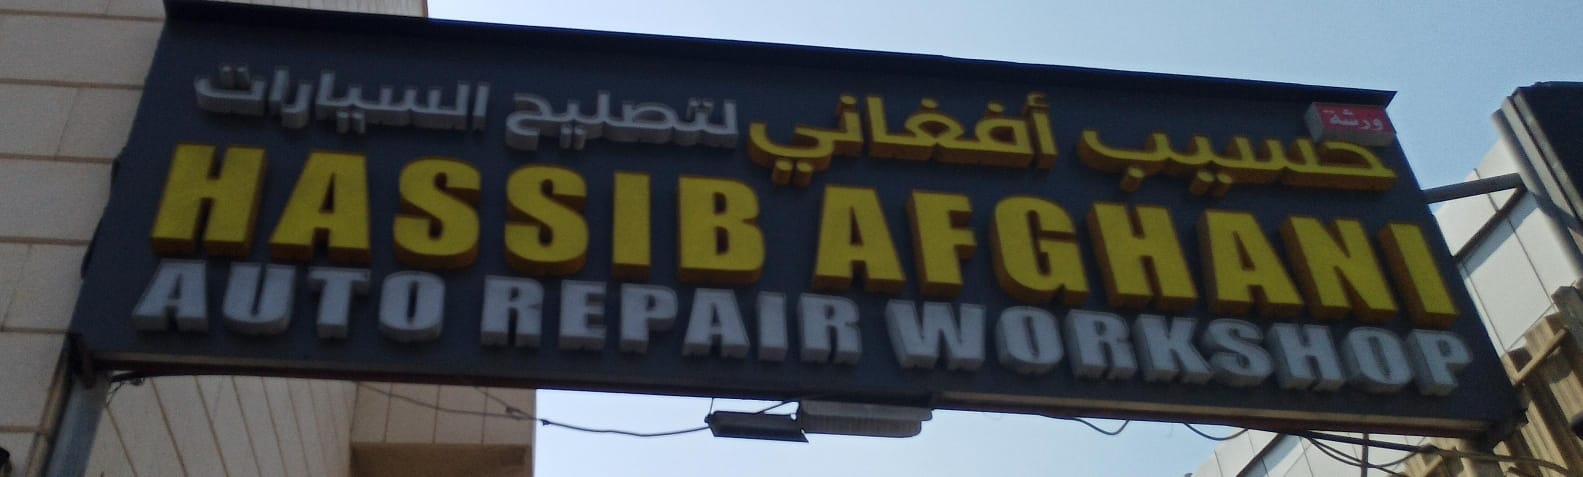 ورشة
حسيب أفغاني لتصليح السيارات
HASSIB AFGHANI
AUTO REPAIR WORKSHOP